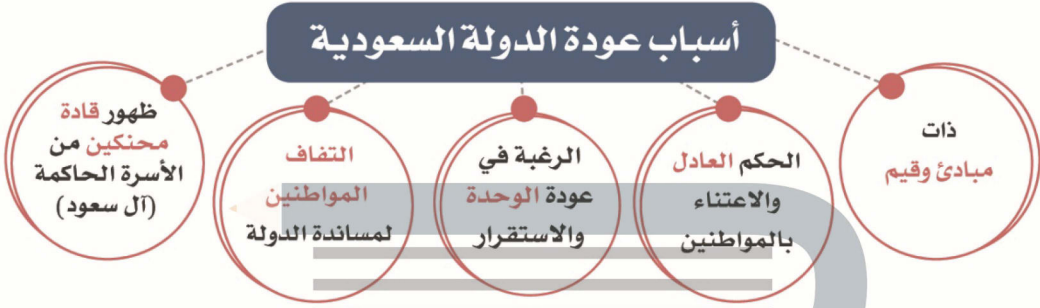 أسباب عودة الدولة السعودية
ذات
مبادئ وقيم
الحكم العادل
والاعتناء
بالمواطنين
الرغبة في
عودة الوحدة
والاستقرار
التفاف
المواطنين
لمساندة الدولة
ظهور قادة
محنكين من
الأسرة الحاكمة
(آل سعود)